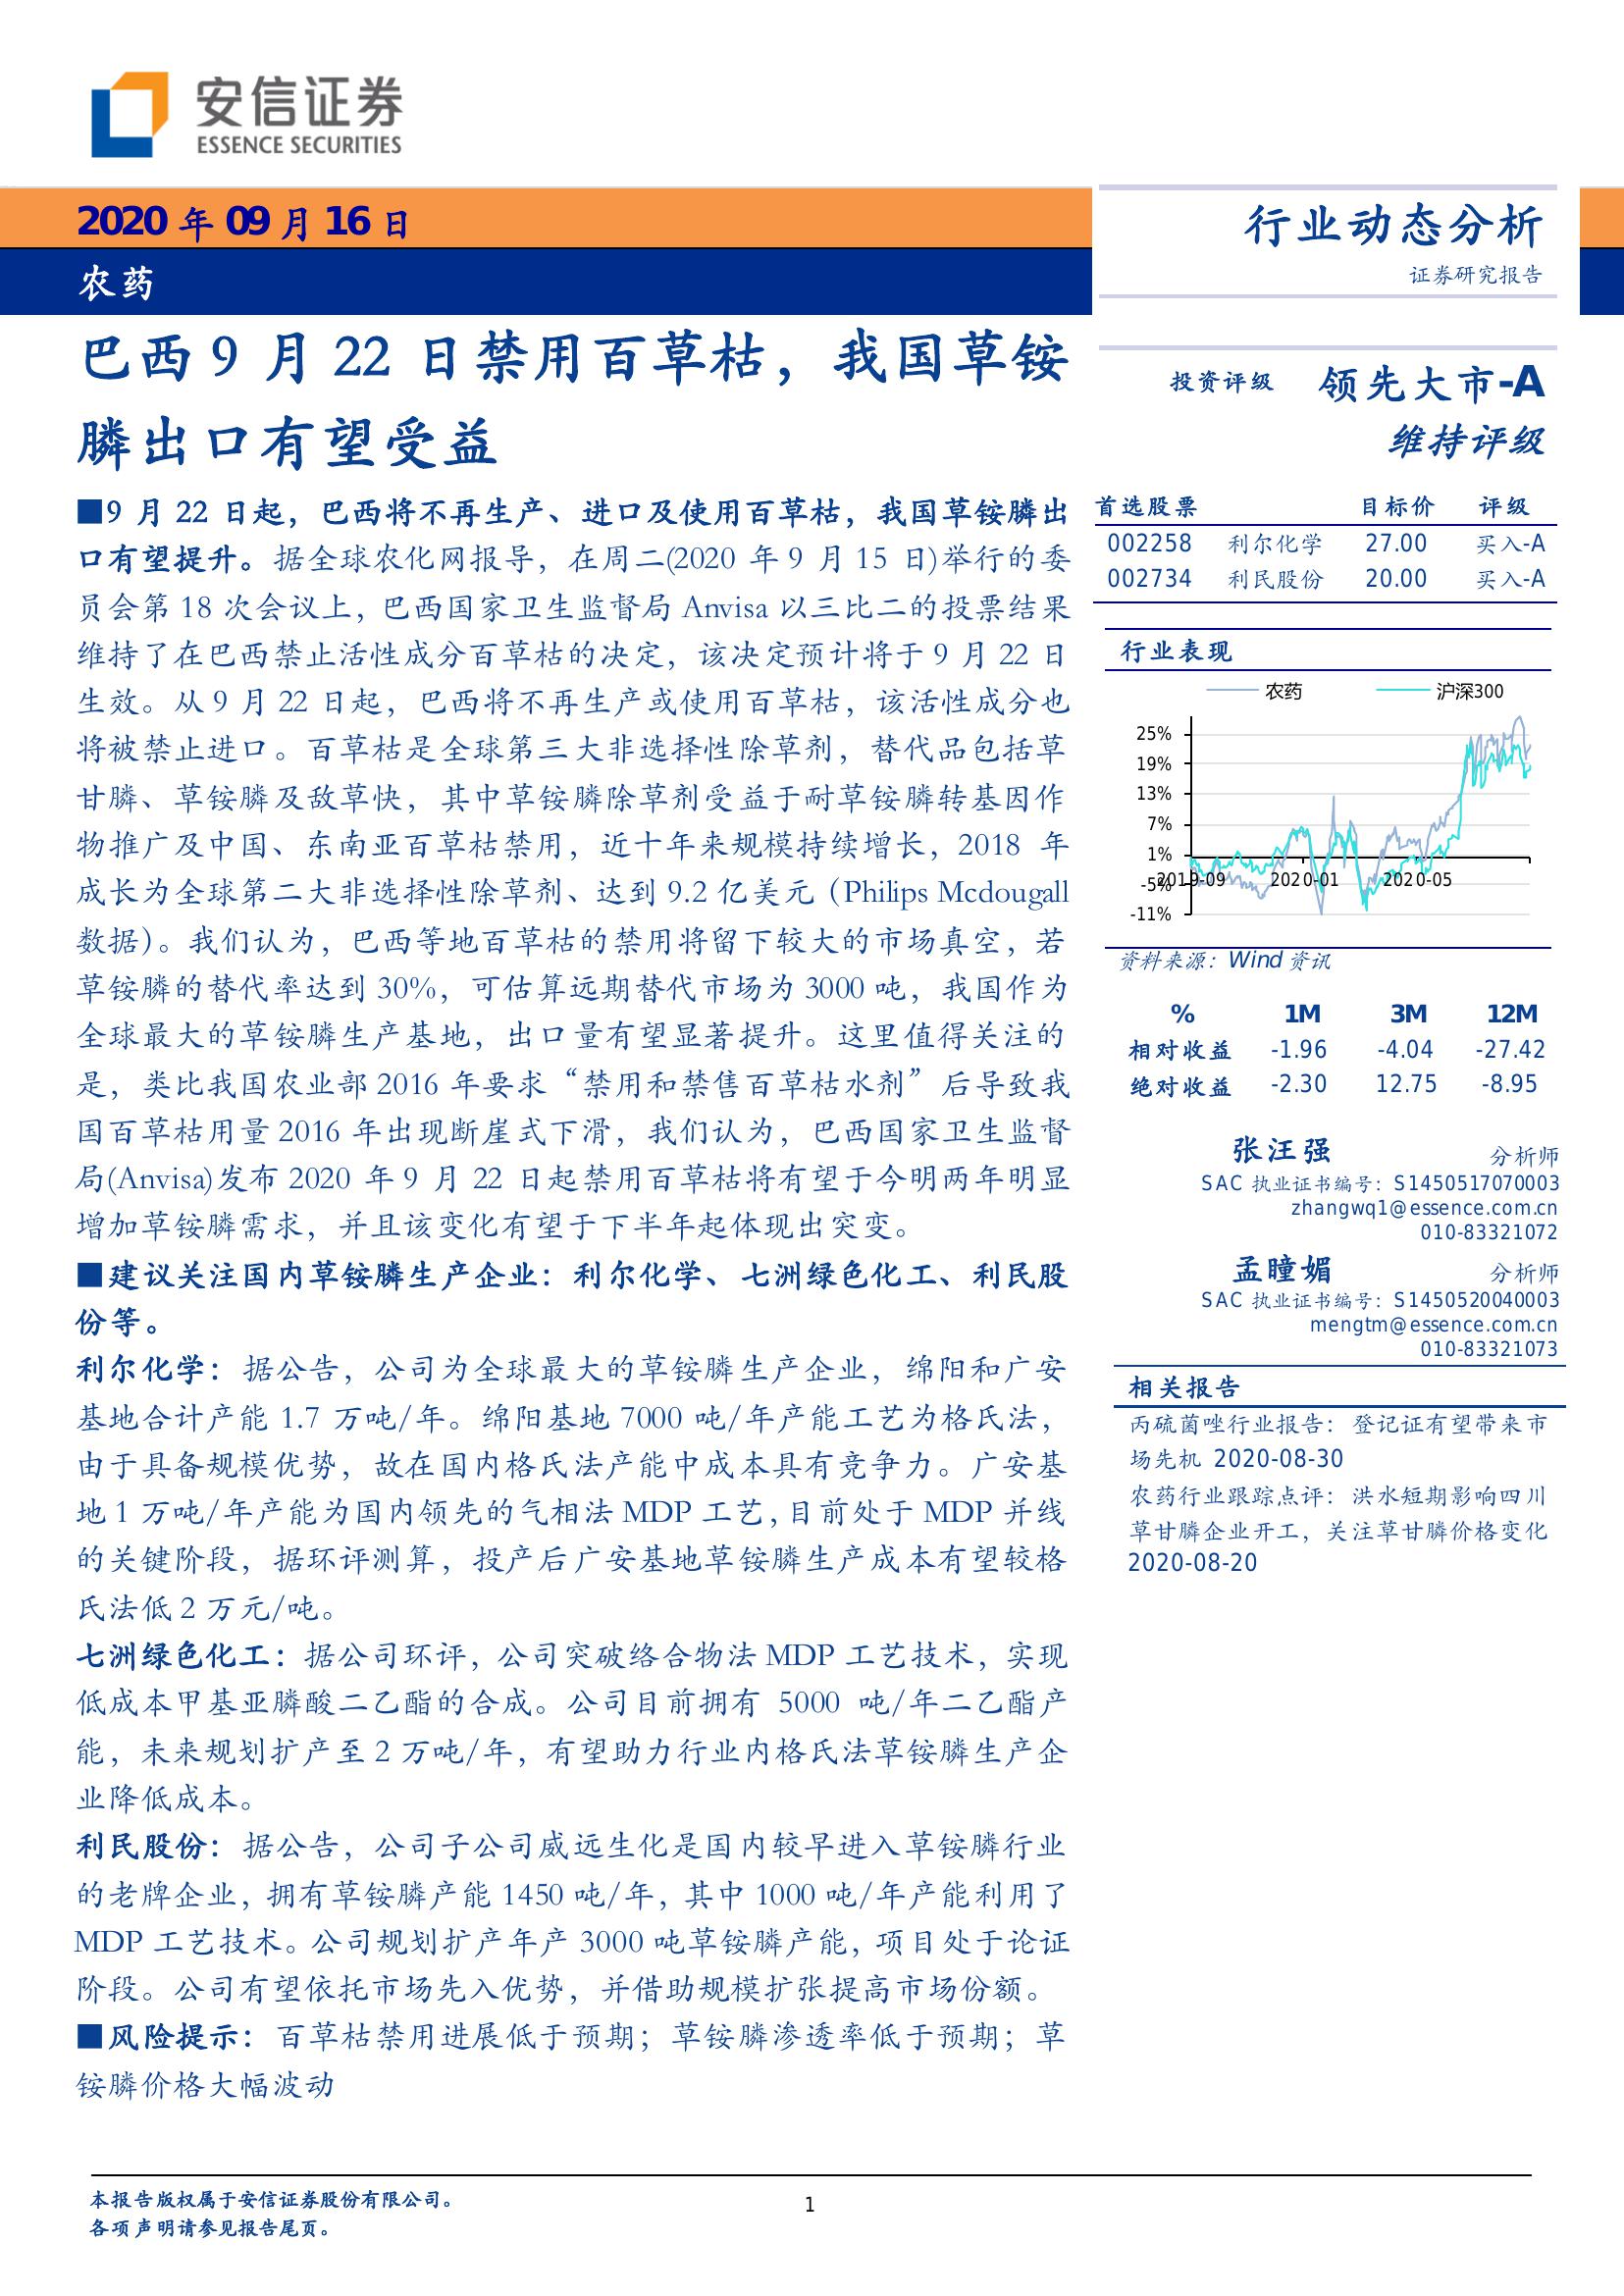 安信证券
ESSENCE SECURITIES
2020 年 09 月 16 日
农药
行业动态分析
证券研究报告
巴西 9 月 22 日禁用百草枯，我国草铵
膦出口有望受益
■9 月 22 日起，巴西将不再生产、进口及使用百草枯，我国草铵膦出
口有望提升。据全球农化网报导，在周二(2020 年 9 月 15 日)举行的委
员会第 18 次会议上，巴西国家卫生监督局 Anvisa 以三比二的投票结果
维持了在巴西禁止活性成分百草枯的决定，该决定预计将于 9 月 22 日
生效。从 9 月 22 日起，巴西将不再生产或使用百草枯，该活性成分也
将被禁止进口。百草枯是全球第三大非选择性除草剂，替代品包括草
甘膦、草铵膦及敌草快，其中草铵膦除草剂受益于耐草铵膦转基因作
物推广及中国、东南亚百草枯禁用，近十年来规模持续增长，2018 年
成长为全球第二大非选择性除草剂、达到 9.2 亿美元（Philips Mcdougall
数据）。我们认为，巴西等地百草枯的禁用将留下较大的市场真空，若
草铵膦的替代率达到 30%，可估算远期替代市场为 3000 吨，我国作为
全球最大的草铵膦生产基地，出口量有望显著提升。这里值得关注的
是，类比我国农业部 2016 年要求“禁用和禁售百草枯水剂”后导致我
国百草枯用量 2016 年出现断崖式下滑，我们认为，巴西国家卫生监督
局(Anvisa)发布 2020 年 9 月 22 日起禁用百草枯将有望于今明两年明显
增加草铵膦需求，并且该变化有望于下半年起体现出突变。
■建议关注国内草铵膦生产企业：利尔化学、七洲绿色化工、利民股
份等。
利尔化学：据公告，公司为全球最大的草铵膦生产企业，绵阳和广安
基地合计产能 1.7 万吨/年。绵阳基地 7000 吨/年产能工艺为格氏法，
由于具备规模优势，故在国内格氏法产能中成本具有竞争力。广安基
地 1 万吨/年产能为国内领先的气相法 MDP 工艺，目前处于 MDP 并线
的关键阶段，据环评测算，投产后广安基地草铵膦生产成本有望较格
氏法低 2 万元/吨。
七洲绿色化工：据公司环评，公司突破络合物法 MDP 工艺技术，实现
低成本甲基亚膦酸二乙酯的合成。公司目前拥有 5000 吨/年二乙酯产
能，未来规划扩产至 2 万吨/年，有望助力行业内格氏法草铵膦生产企
业降低成本。
利民股份：据公告，公司子公司威远生化是国内较早进入草铵膦行业
的老牌企业，拥有草铵膦产能 1450 吨/年，其中 1000 吨/年产能利用了
MDP 工艺技术。公司规划扩产年产 3000 吨草铵膦产能，项目处于论证
阶段。公司有望依托市场先入优势，并借助规模扩张提高市场份额。
■风险提示：百草枯禁用进展低于预期；草铵膦渗透率低于预期；草
铵膦价格大幅波动
投资评级 领先大市-A
维持评级
首选股票 目标价 评级
002258 利尔化学 27.00 买入-A
002734 利民股份 20.00 买入-A
行业表现
农药 沪深300
25%
19%
13%
7%
1%
-5%
-11%
2019-09 2020-01 2020-05
资料来源：Wind 资讯
% 1M 3M 12M
相对收益 -1.96 -4.04 -27.42
绝对收益 -2.30 12.75 -8.95
张汪强 分析师
SAC 执业证书编号：S1450517070003
zhangwq1@essence.com.cn
010-83321072
孟瞳媚 分析师
SAC 执业证书编号：S1450520040003
mengtm@essence.com.cn
010-83321073
相关报告
丙硫菌唑行业报告：登记证有望带来市
场先机 2020-08-30
农药行业跟踪点评：洪水短期影响四川
草甘膦企业开工，关注草甘膦价格变化
2020-08-20
本报告版权属于安信证券股份有限公司。
各项声明请参见报告尾页。
1